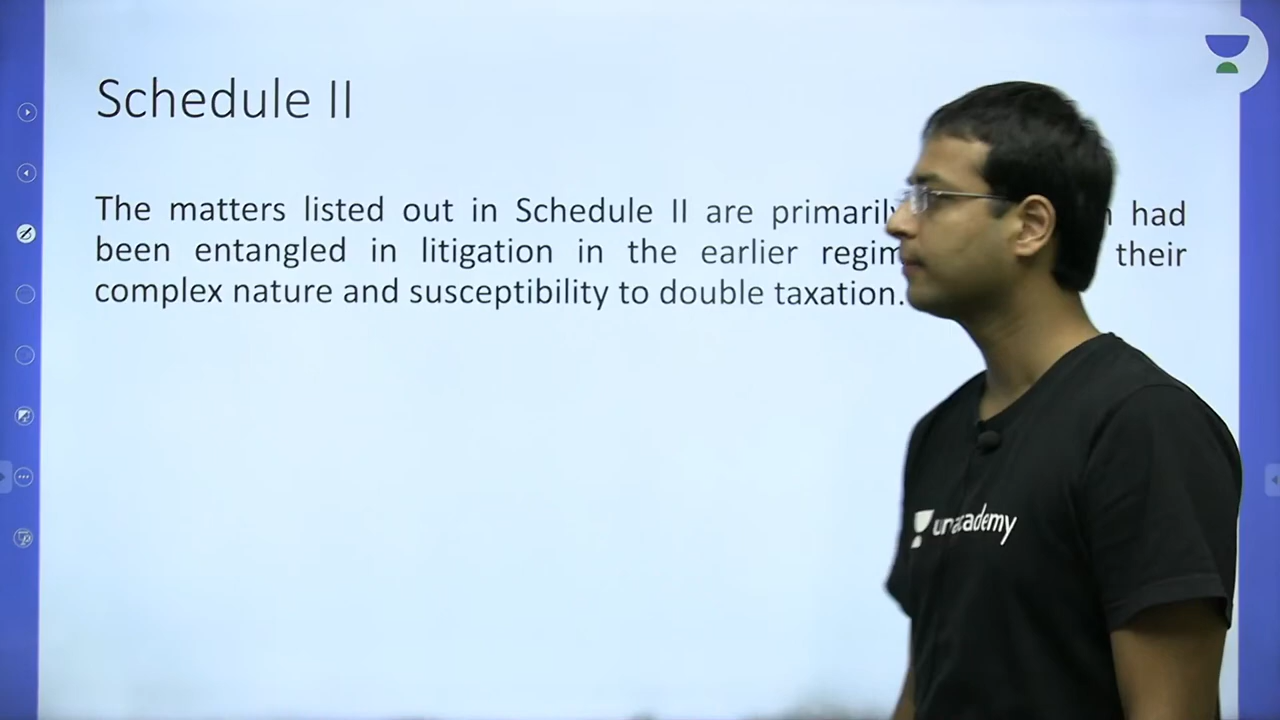 Schedule II
The matters listed out in Schedule II are primarily had
been entangled in litigation in the earlier their
complex nature and susceptibility to double taxation.
unacademy